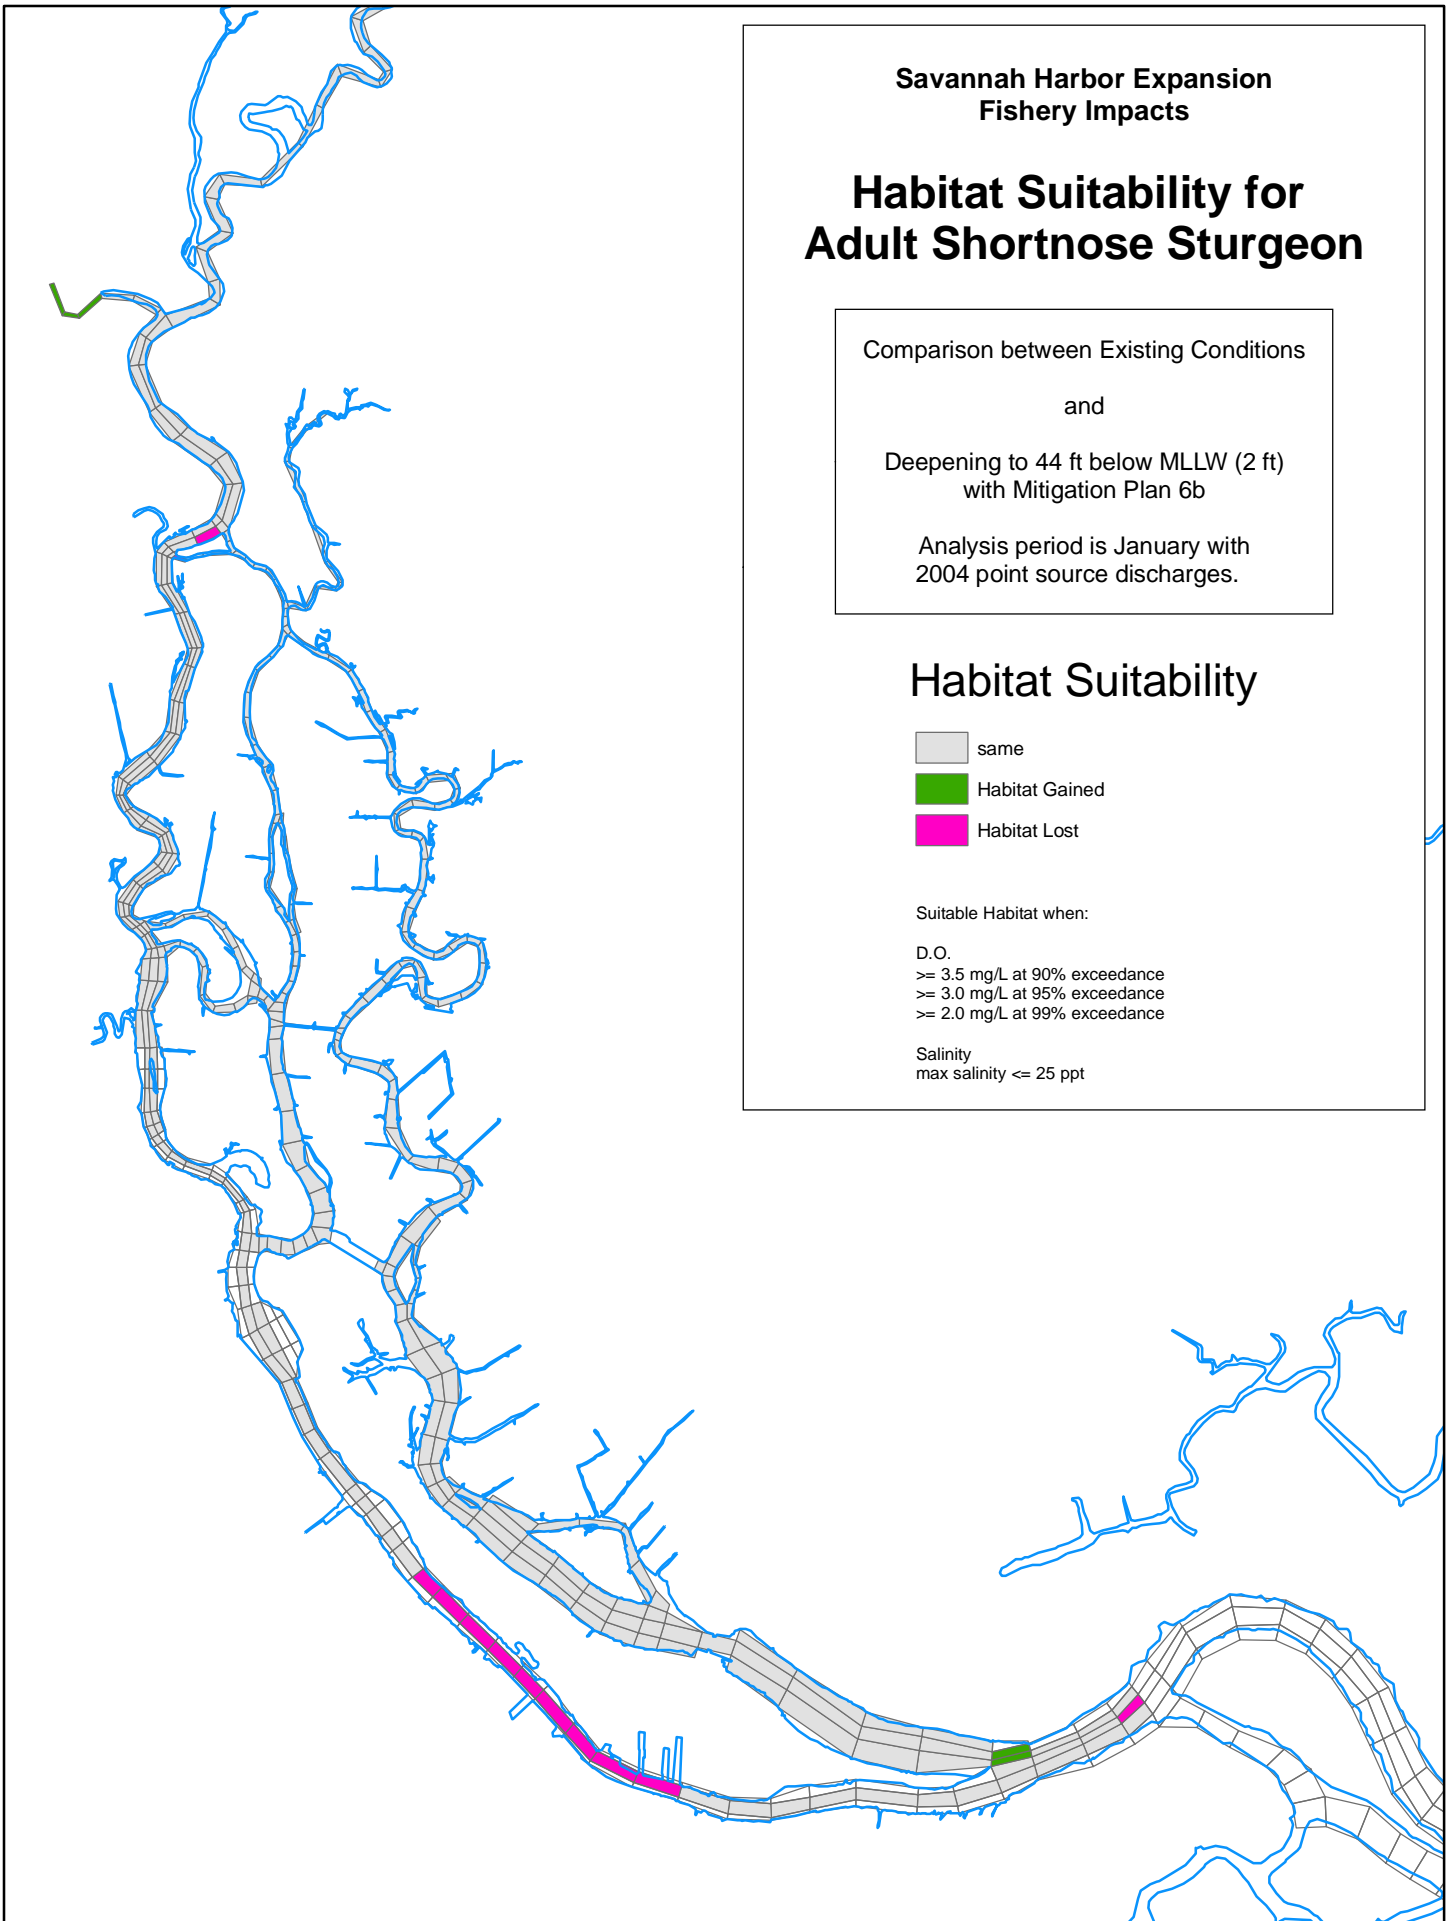 Savannah Harbor Expansion
Fishery Impacts
Habitat Suitability for
Adult Shortnose Sturgeon
Comparison between Existing Conditions
and
Deepening to 44 ft below MLLW (2 ft)
with Mitigation Plan 6b
Analysis period is January with
2004 point source discharges.
Habitat Suitability
same
Habitat Gained
Habitat Lost
Suitable Habitat when:
D.O.
>= 3.5 mg/L at 90% exceedance
>= 3.0 mg/L at 95% exceedance
>= 2.0 mg/L at 99% exceedance
Salinity
max salinity <= 25 ppt